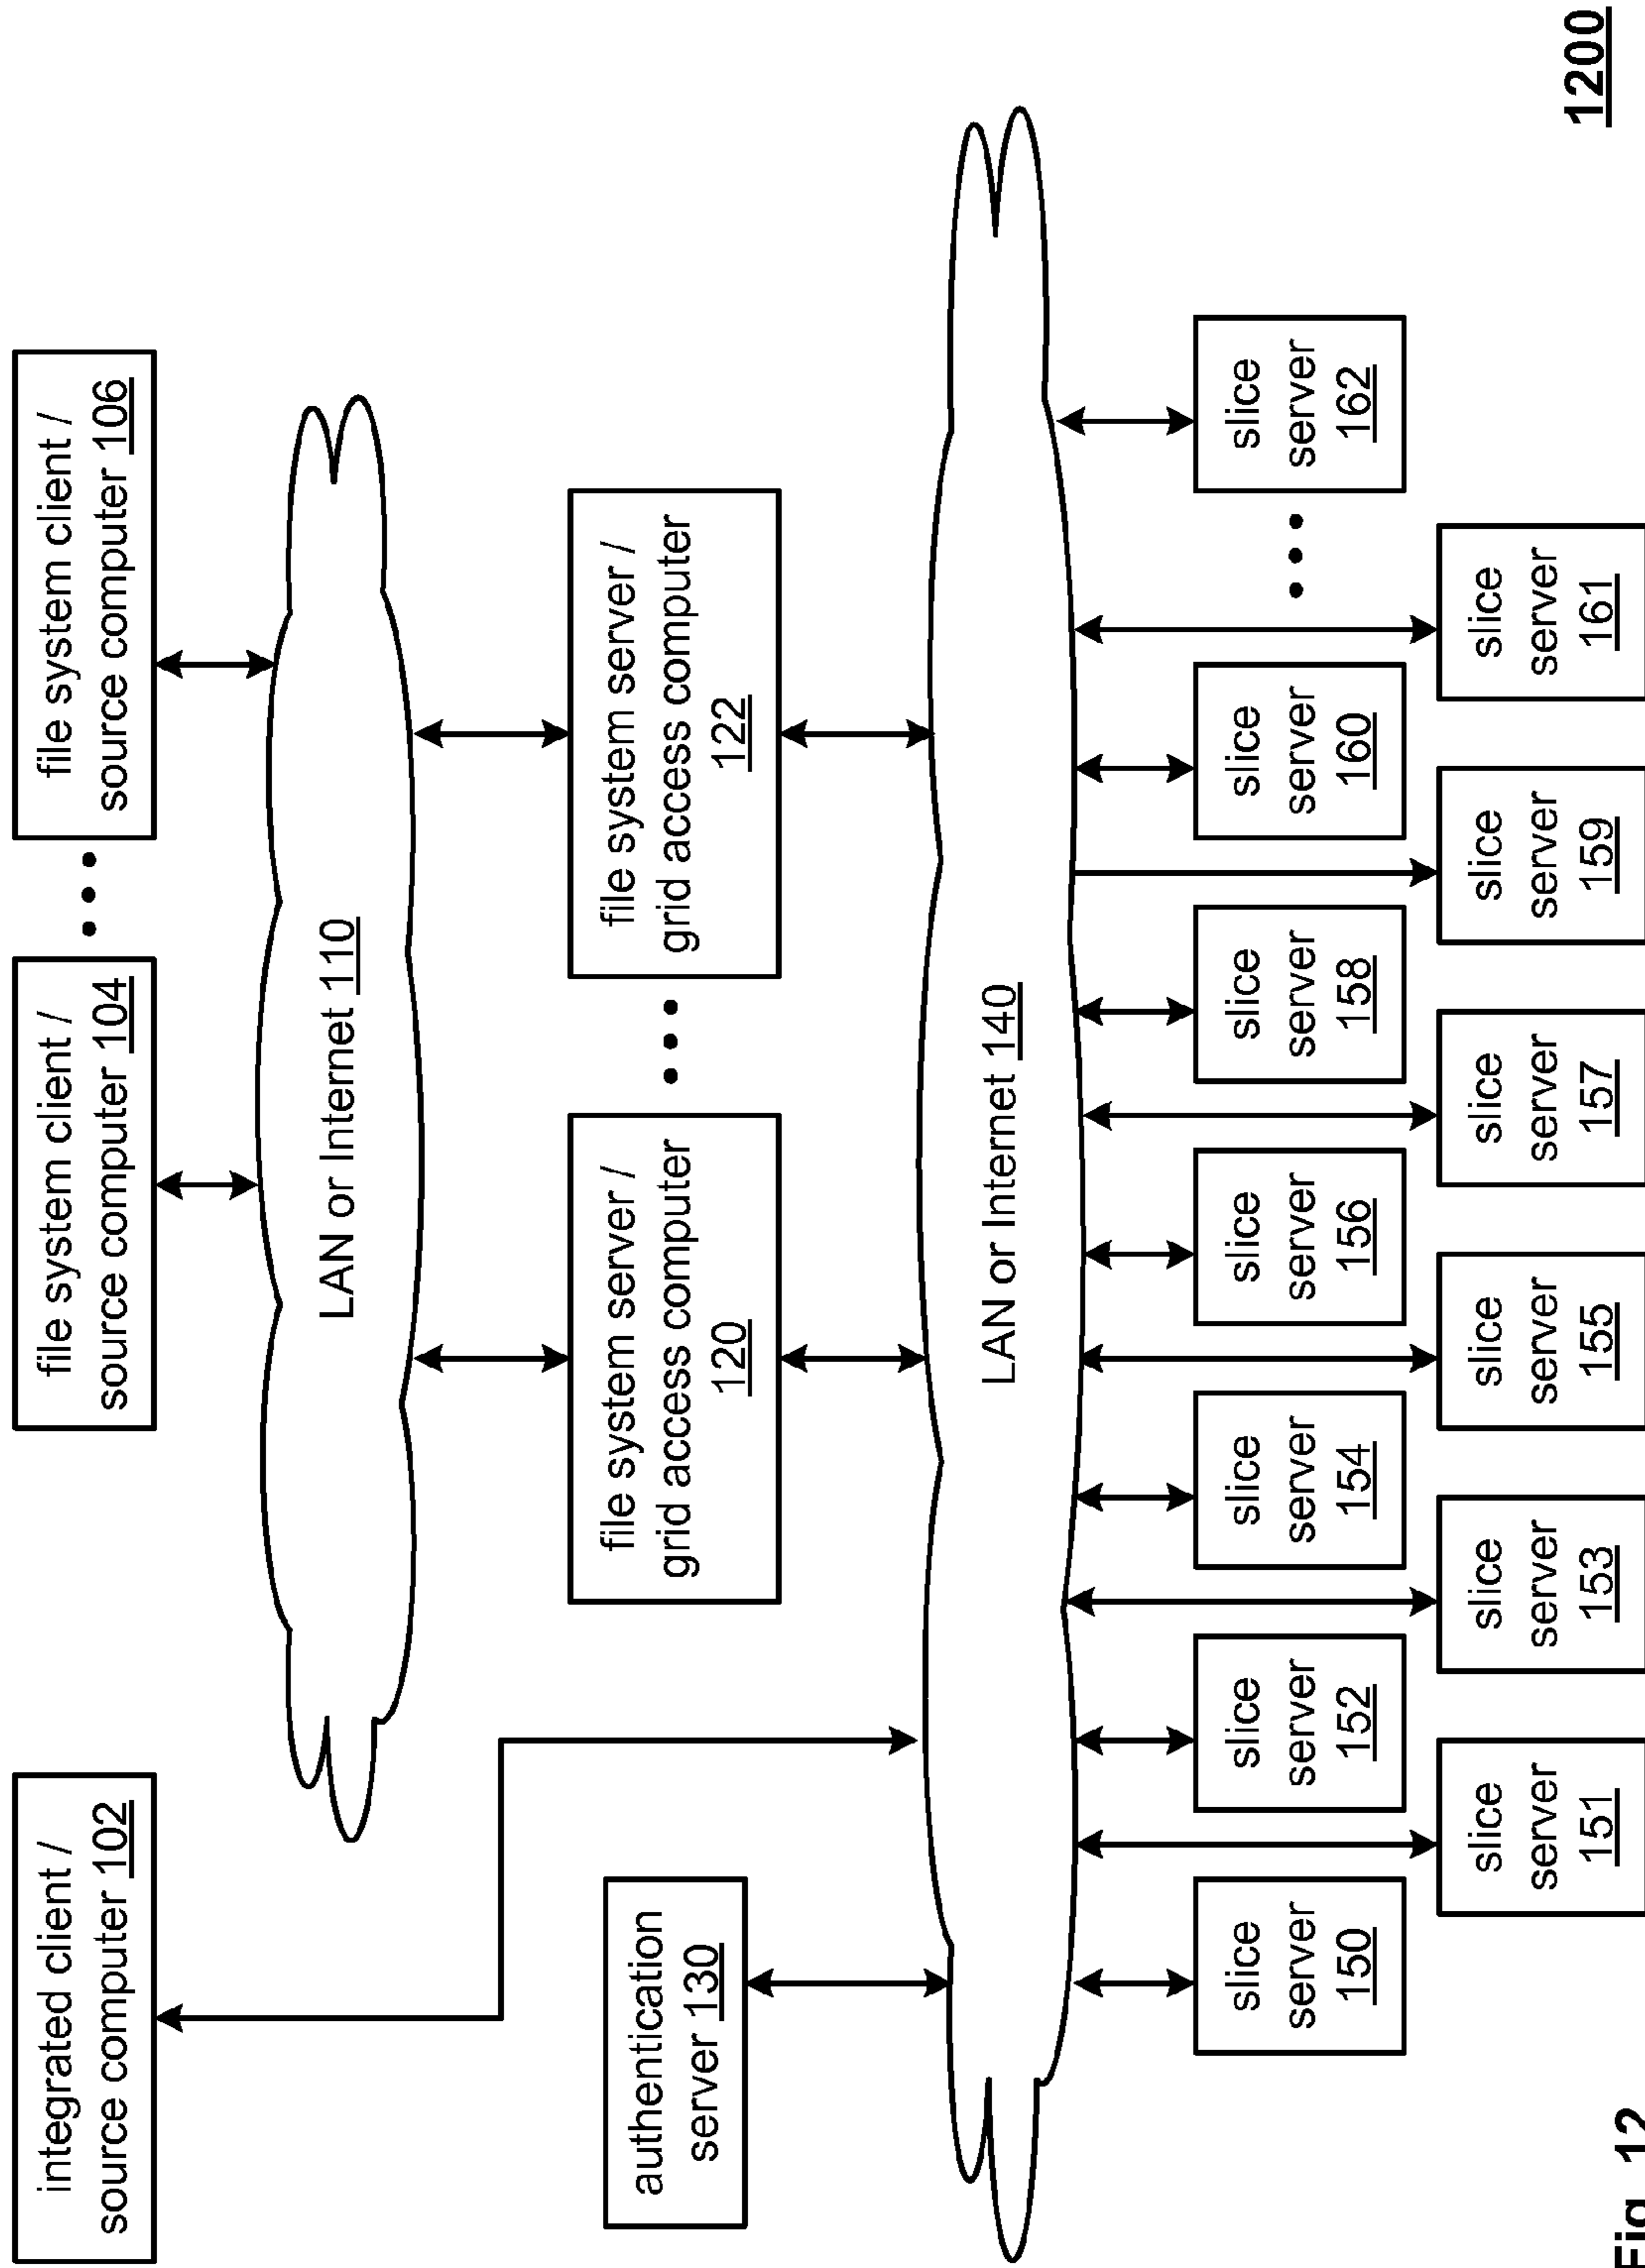 integrated client /
source computer 102
file system client /
source computer 104
• • •
file system client /
source computer 106
LAN or Internet 110
authentication
server 130
file system server /
grid access computer
120
• • •
file system server /
grid access computer
122
LAN or Internet 140
slice
server
150
slice
server
152
slice
server
154
slice
server
156
slice
server
158
slice
server
160
• • •
slice
server
162
slice
server
151
slice
server
153
slice
server
155
slice
server
157
slice
server
159
slice
server
161
Fig. 12
1200